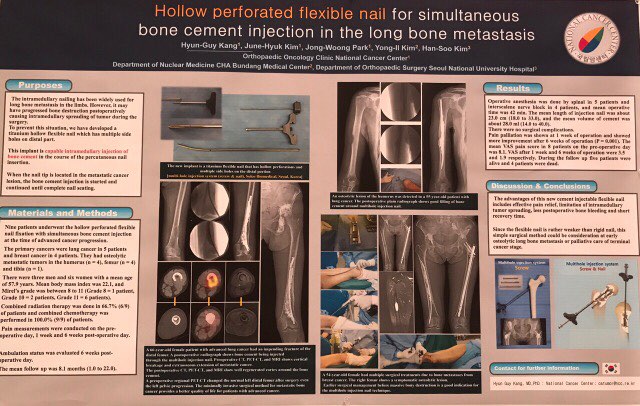 Hollow perforated flexible nail for simultaneous
bone cement injection in the long bone metastasis
Hyun-Guy Kang¹, June-Hyuk Kim¹, Jong-Woong Park¹, Yong-Il Kim², Han-Soo Kim³
Orthopaedic Oncology Clinic National Cancer Center¹
Department of Nuclear Medicine CHA Bundang Medical Center², Department of Orthopaedic Surgery Seoul National University Hospital³
NATIONAL CANCER CENTER
Purposes
The intramedullary nailing has been widely used for
long bone metastasis in the limbs. However, it may
have progressed bone destruction postoperatively
causing intramedullary spreading of tumor during the
surgery.
To prevent this situation, we have developed a
titanium hollow flexible nail which has multiple side
holes on distal part.
This implant is capable intramedullary injection of
bone cement in the course of the percutaneous nail
insertion.
When the nail tip is located in the metastatic cancer
lesion, the bone cement injection is started and
continued until complete nail seating.
Materials and Methods
Nine patients underwent the hollow perforated flexible
nail fixation with simultaneous bone cement injection
at the time of advanced cancer progression.
The primary cancers were lung cancer in 5 patients
and breast cancer in 4 patients. They had osteolytic
metastatic tumors in the humerus (n = 4), femur (n = 4)
and tibia (n = 1).
There were three men and six women with a mean age
of 57.9 years. Mean body mass index was 22.1, and
Mirel's grade was between 8 to 11 (Grade 8 = 1 patient,
Grade 10 = 2 patients, Grade 11 = 6 patients).
Combined radiation therapy was done in 66.7% (6/9)
of patients and combined chemotherapy was
performed in 100.0% (9/9) of patients.
Pain measurements were conducted on the pre-
operative day, 1 week and 6 weeks post-operative day.
Ambulation status was evaluated 6 weeks post-
operative day.
The mean follow up was 8.1 months (1.0 to 22.0).
The new implant is a titanium flexible nail that has hollow perforations and
multiple side holes on the distal portion
An osteolytic lesion of the humerus was detected in a 55-year-old patient with
lung cancer. The postoperative plain radiograph shows good filling of bone
cement around multihole injection nail.
A 66-year-old female patient with advanced lung cancer had an impending fracture of the
distal femur. A postoperative radiograph shows bone cement being injected
A 54-year-old female had multiple surgical treatments due to bone metastases from
breast cancer. The right femur shows a symptomatic osteolytic lesion.
Results
Operative anesthesia was done by spinal in 5 patients and
interscalene nerve block in 4 patients, and mean operative
time was 42 min. The mean length of injection nail was about
23.0 cm (18.0 to 33.0), and the mean volume of cement was
about 28.0 ml (14.0 to 40.0).
There were no surgical complications.
Pain palliation was shown at 1 week of operation and showed
more improvement after 6 weeks of operation (P = 0.001). The
mean VAS pain score in 8 patients on the pre-operative day
was 8.1. VAS after 1 week and 6 weeks of operation were 3.5
and 1.9 respectively. During the follow up five patients were
alive and 4 patients were dead.
Discussion & Conclusions
The advantages of this new cement injectable flexible nail
includes effective pain relief, limitation of intramedullary
tumor spreading, less postoperative bone bleeding and short
recovery time.
Since the flexible nail is rather weaker than rigid nail, this
simple surgical method could be consideration at early
osteolytic long bone metastasis or palliative care of terminal
cancer stage.
Multihole injection system
Screw
Multihole injection system
Screw & Nail
Contact for further information
Hyun Guy Kang, MD,PhD National Cancer Center: